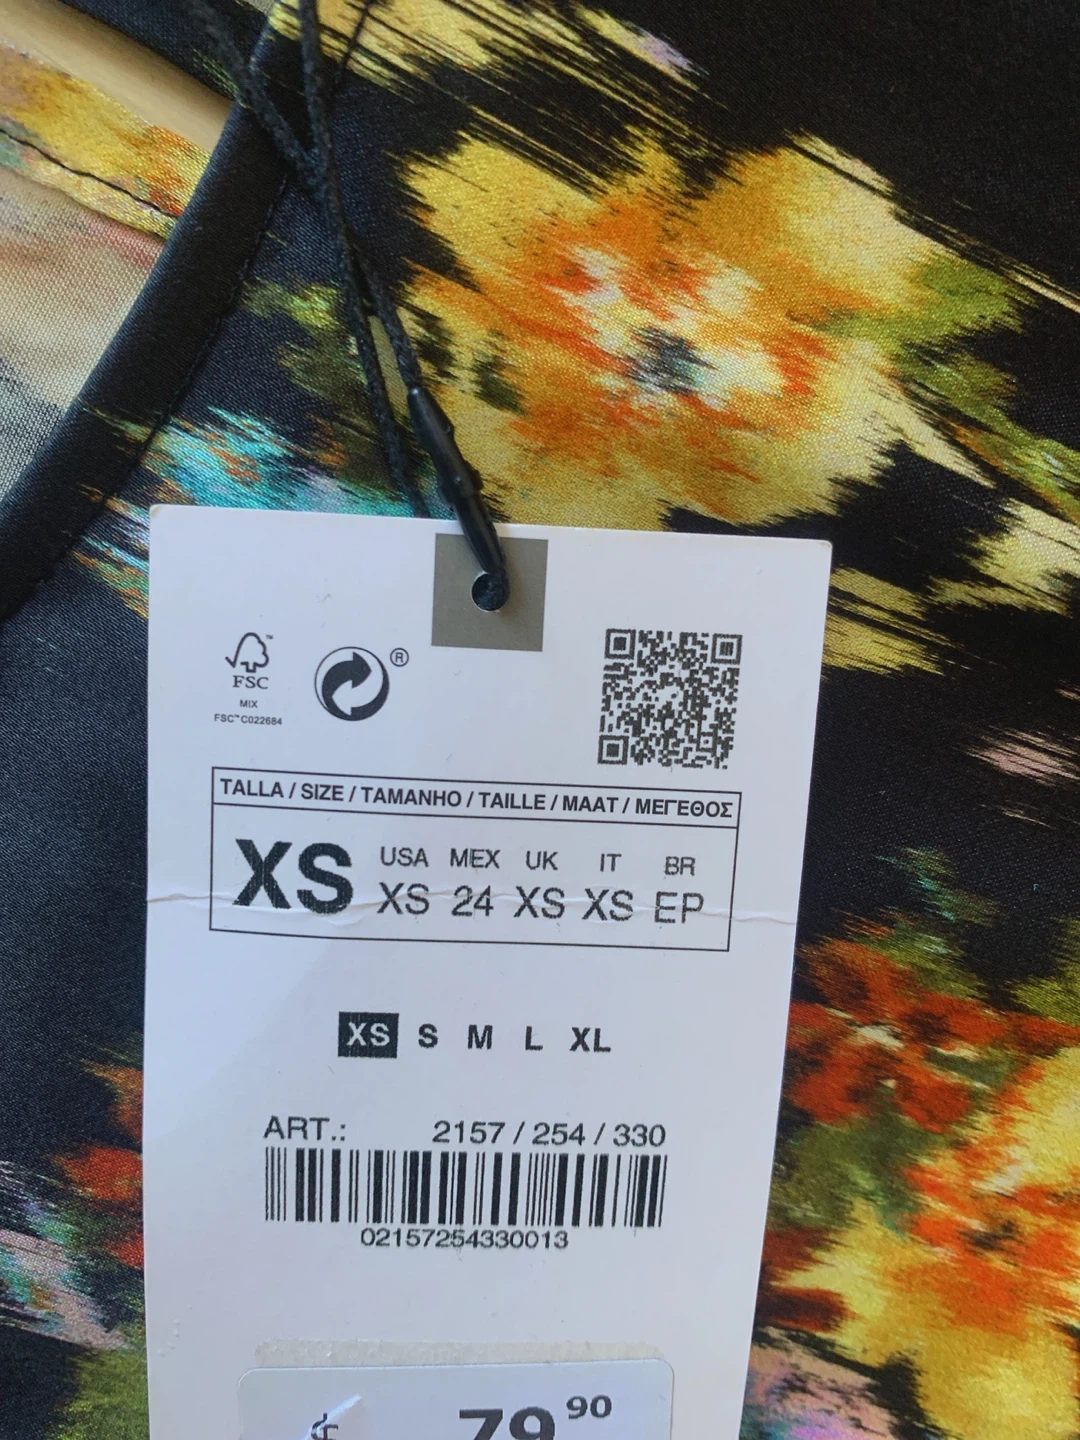 FSC™
MIX
FSC™ C022684
®
TALLA / SIZE / TAMANHO / TAILLE / MAAT / ΜΕΓΕΘΟΣ
XS
USA MEX UK IT BR
XS 24 XS XS EP
XS S M L XL
ART.: 2157 / 254 / 330
02157254330013
79 90